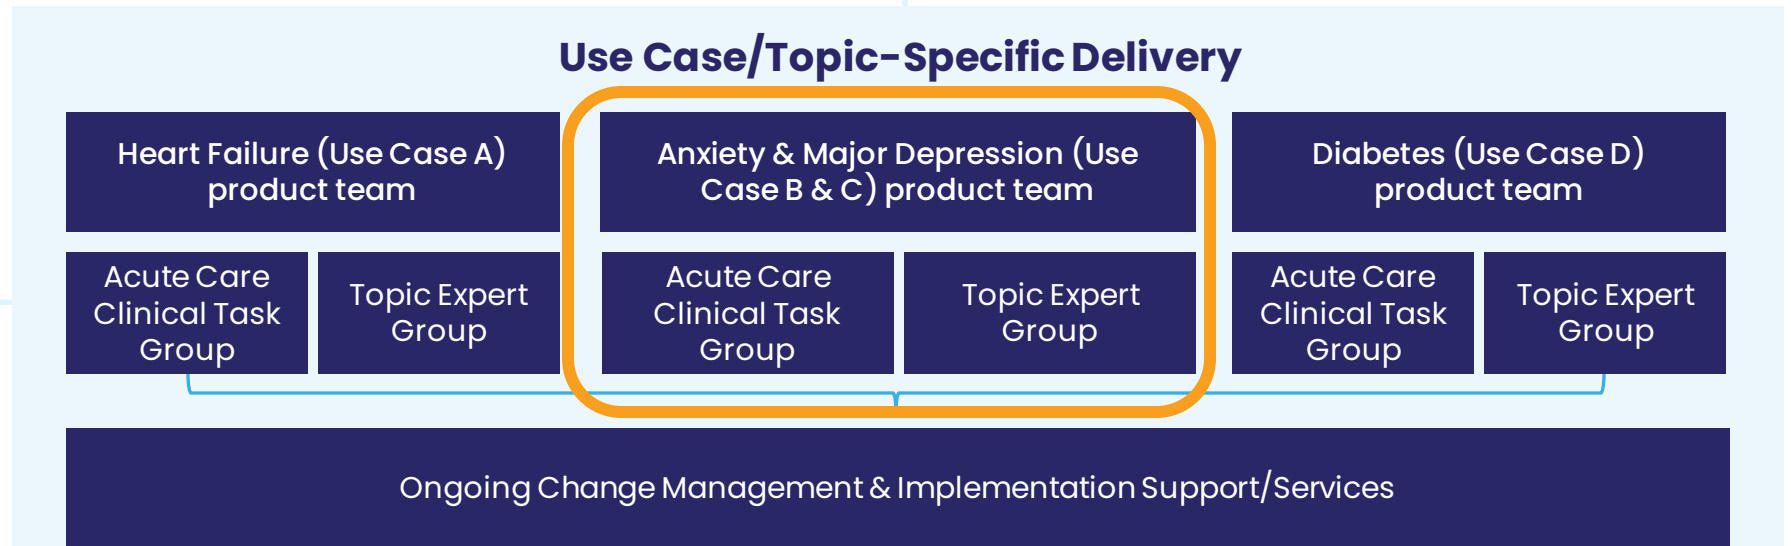 Use Case/Topic-Specific Delivery
Heart Failure (Use Case A)
product team
Anxiety & Major Depression (Use
Case B & C) product team
Diabetes (Use Case D)
product team
Acute Care
Clinical Task
Group
Topic Expert
Group
Acute Care
Clinical Task
Group
Topic Expert
Group
Acute Care
Clinical Task
Group
Topic Expert
Group
Ongoing Change Management & Implementation Support/Services